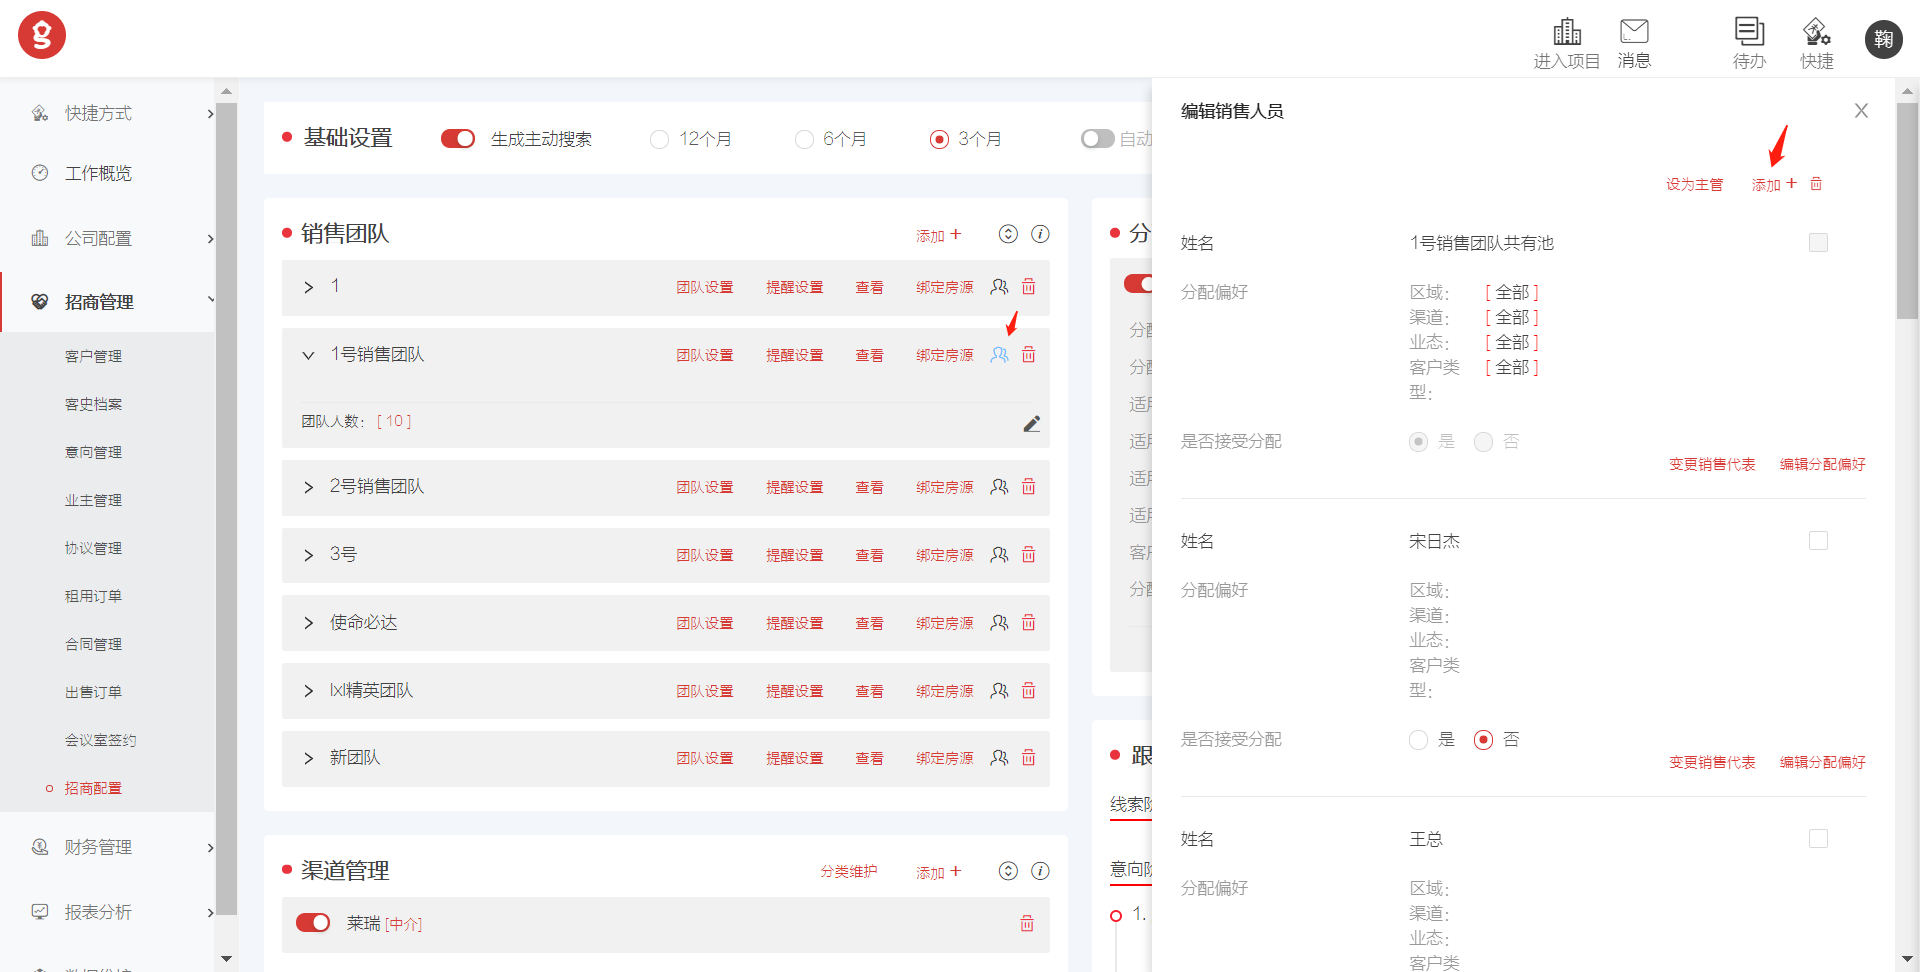 g
进入项目
消息
待办
快捷
鞠
快捷方式
工作概览
公司配置
招商管理
客户管理
客史档案
意向管理
业主管理
协议管理
租用订单
合同管理
出售订单
会议室签约
招商配置
财务管理
报表分析
基础设置
生成主动搜索
12个月
6个月
3个月
自动
销售团队
添加 +
1
团队设置 提醒设置 查看 绑定房源
1号销售团队
团队设置 提醒设置 查看 绑定房源
团队人数： [ 10 ]
2号销售团队
团队设置 提醒设置 查看 绑定房源
3号
团队设置 提醒设置 查看 绑定房源
使命必达
团队设置 提醒设置 查看 绑定房源
lxl精英团队
团队设置 提醒设置 查看 绑定房源
新团队
团队设置 提醒设置 查看 绑定房源
渠道管理
分类维护 添加 +
莱瑞 [中介]
分
分配
分配
适用
适用
适用
适用
客户
分配
跟
线索阶
意向阶
1.
编辑销售人员
设为主管 添加 +
姓名 1号销售团队共有池
分配偏好 区域： [ 全部 ]
渠道： [ 全部 ]
业态： [ 全部 ]
客户类 [ 全部 ]
型：
是否接受分配 是 否
变更销售代表 编辑分配偏好
姓名 宋日杰
分配偏好 区域：
渠道：
业态：
客户类
型：
是否接受分配 是 否
变更销售代表 编辑分配偏好
姓名 王总
分配偏好 区域：
渠道：
业态：
客户类